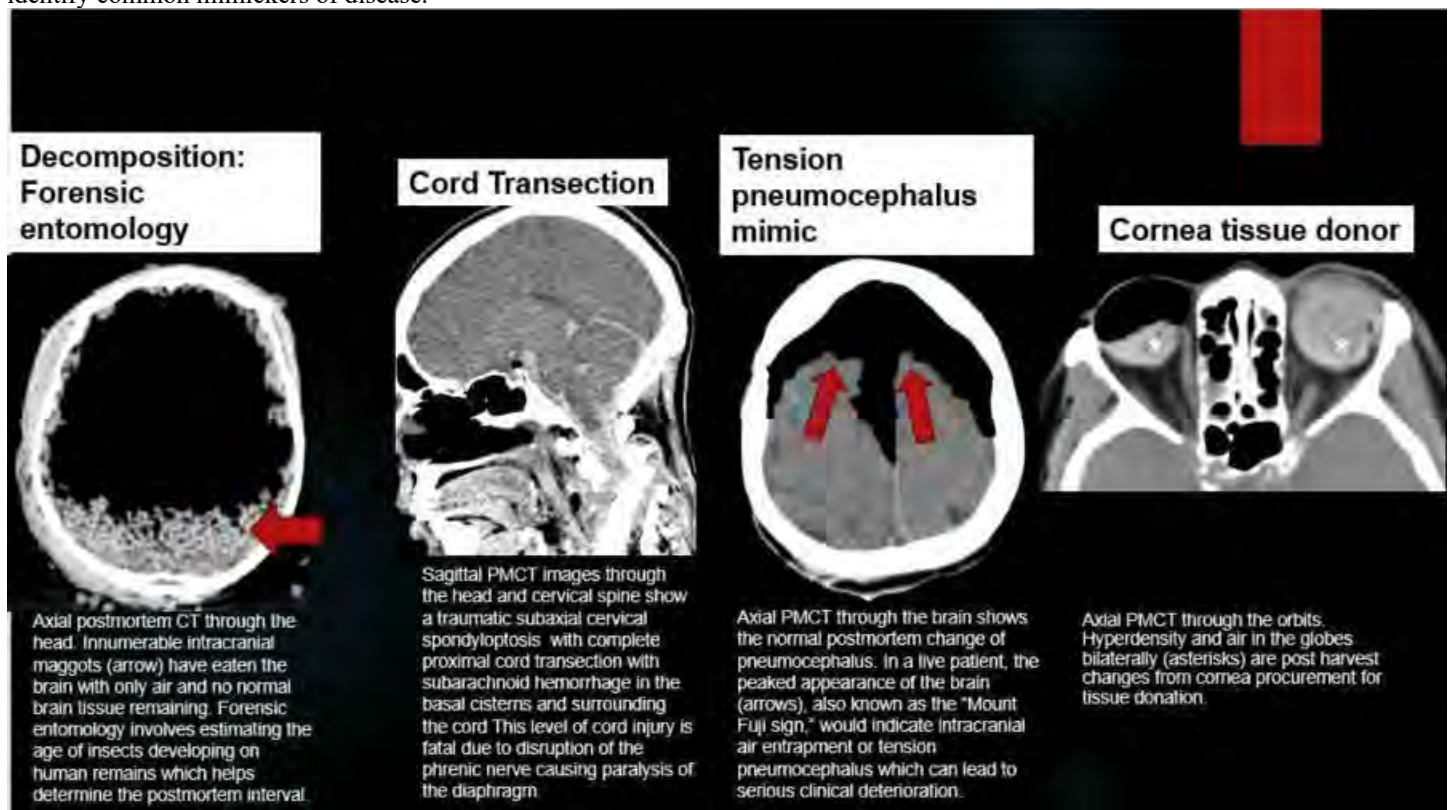 identify common mimickers of disease.
Decomposition:
Forensic
entomology
Axial postmortem CT through the
head. Innumerable intracranial
maggots (arrow) have eaten the
brain with only air and no normal
brain tissue remaining. Forensic
entomology involves estimating the
age of insects developing on
human remains which helps
determine the postmortem interval.
Cord Transection
Sagittal PMCT images through
the head and cervical spine show
a traumatic subaxial cervical
spondyloptosis with complete
proximal cord transection with
subarachnoid hemorrhage in the
basal cisterns and surrounding
the cord This level of cord injury is
fatal due to disruption of the
phrenic nerve causing paralysis of
the diaphragm
Tension
pneumocephalus
mimic
Axial PMCT through the brain shows
the normal postmortem change of
pneumocephalus. In a live patient, the
peaked appearance of the brain
(arrows), also known as the "Mount
Fuji sign," would indicate intracranial
air entrapment or tension
pneumocephalus which can lead to
serious clinical deterioration.
Cornea tissue donor
Axial PMCT through the orbits.
Hyperdensity and air in the globes
bilaterally (asterisks) are post harvest
changes from cornea procurement for
tissue donation.